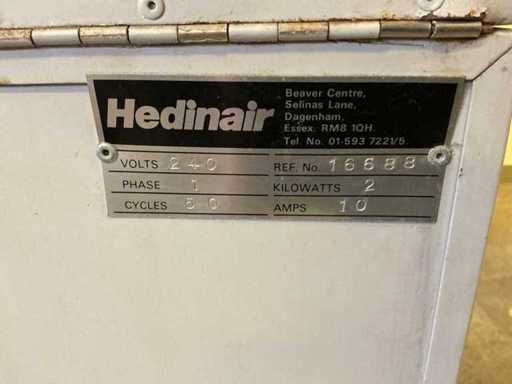 Hedinair
Beaver Centre,
Selinas Lane,
Dagenham,
Essex. RM8 1QH.
Tel. No. 01-593 7221/5.
VOLTS 240
REF. No. 16688
PHASE 1
KILOWATTS 2
CYCLES 50
AMPS 10